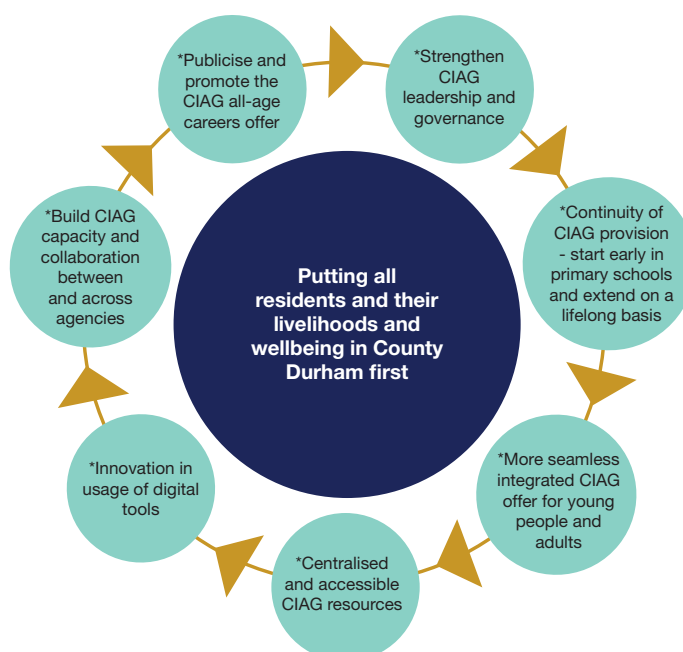 *Publicise and
promote the
CIAG all-age
careers offer
*Strengthen
CIAG
leadership and
governance
*Continuity of
CIAG provision
- start early in
primary schools
and extend on a
lifelong basis
*More seamless
integrated CIAG
offer for young
people and
adults
*Centralised
and accessible
CIAG resources
*Innovation in
usage of digital
tools
*Build CIAG
capacity and
collaboration
between
and across
agencies
Putting all
residents and their
livelihoods and
wellbeing in County
Durham first